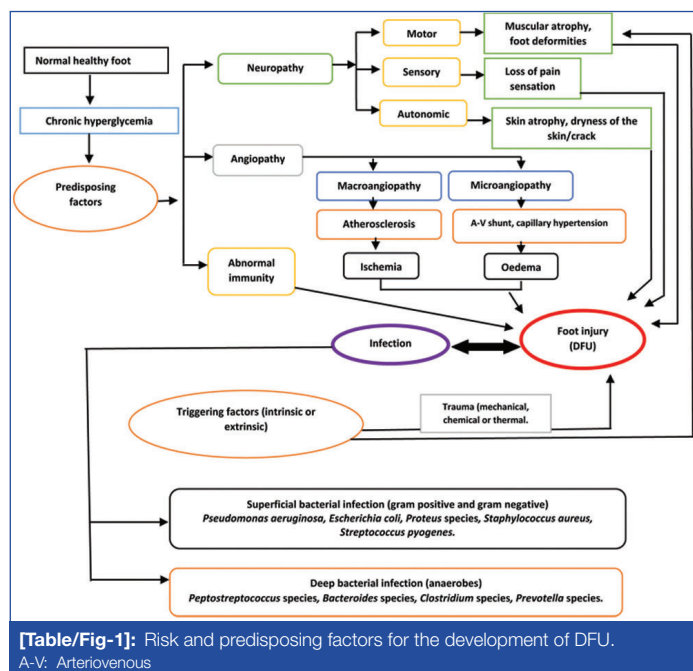 Normal healthy foot
Chronic hyperglycemia
Predisposing
factors
Neuropathy
Motor
Muscular atrophy,
foot deformities
Sensory
Loss of pain
sensation
Autonomic
Skin atrophy, dryness of the
skin/crack
Angiopathy
Macroangiopathy
Microangiopathy
Atherosclerosis
A-V shunt, capillary hypertension
Ischemia
Oedema
Abnormal
immunity
Infection
Foot injury
(DFU)
Triggering factors (intrinsic or
extrinsic)
Trauma (mechanical,
chemical or thermal.
Superficial bacterial infection (gram positive and gram negative)
Pseudomonas aeruginosa, Escherichia coli, Proteus species, Staphylococcus aureus,
Streptococcus pyogenes.
Deep bacterial infection (anaerobes)
Peptostreptococcus species, Bacteroides species, Clostridium species, Prevotella species.
[Table/Fig-1]: Risk and predisposing factors for the development of DFU.
A-V: Arteriovenous